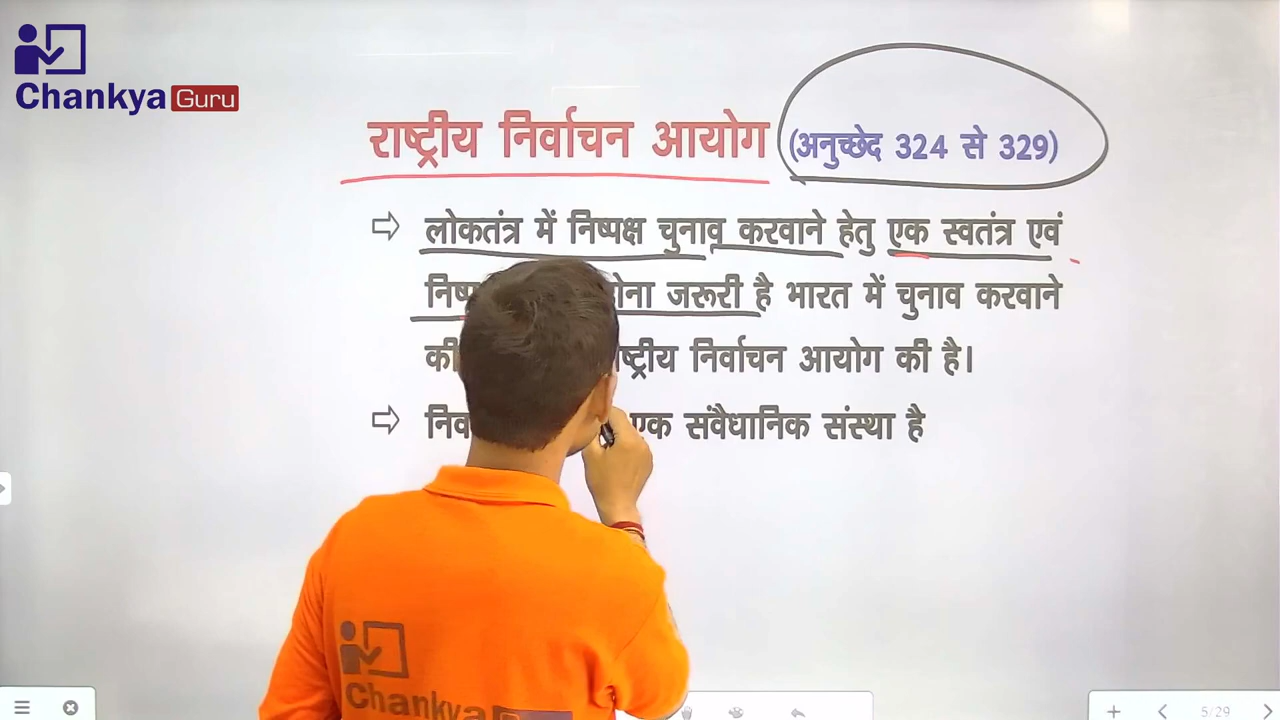 Chankya Guru
राष्ट्रीय निर्वाचन आयोग (अनुच्छेद 324 से 329)
⇨ लोकतंत्र में निष्पक्ष चुनाव करवाने हेतु एक स्वतंत्र एवं
होना जरूरी है भारत में चुनाव करवाने
की निर्वाचन आयोग की है।
⇨ एक संवैधानिक संस्था है
Chankya
5/29